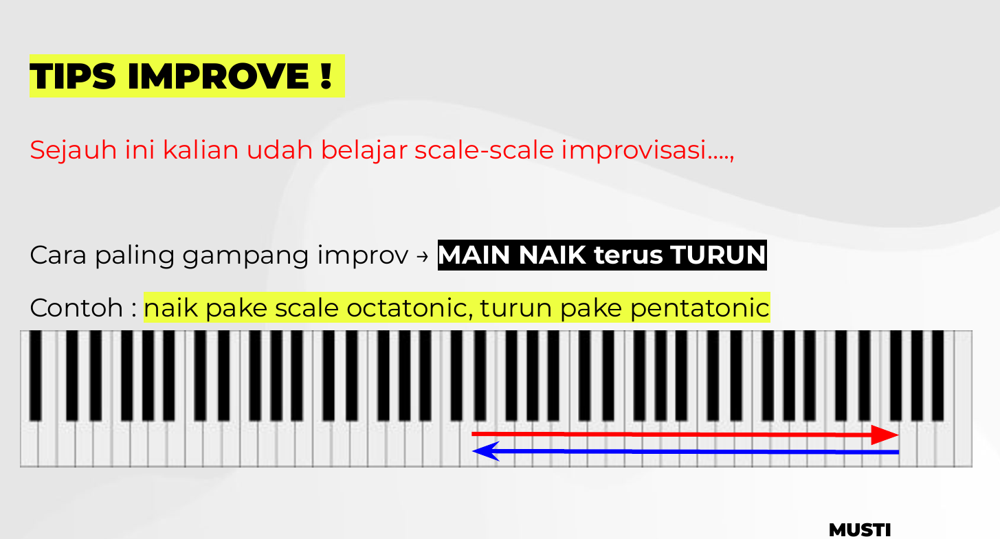 TIPS IMPROVE !
Sejauh ini kalian udah belajar scale-scale improvisasi....,
Cara paling gampang improv → MAIN NAIK terus TURUN
Contoh : naik pake scale octatonic, turun pake pentatonic
MUSTI